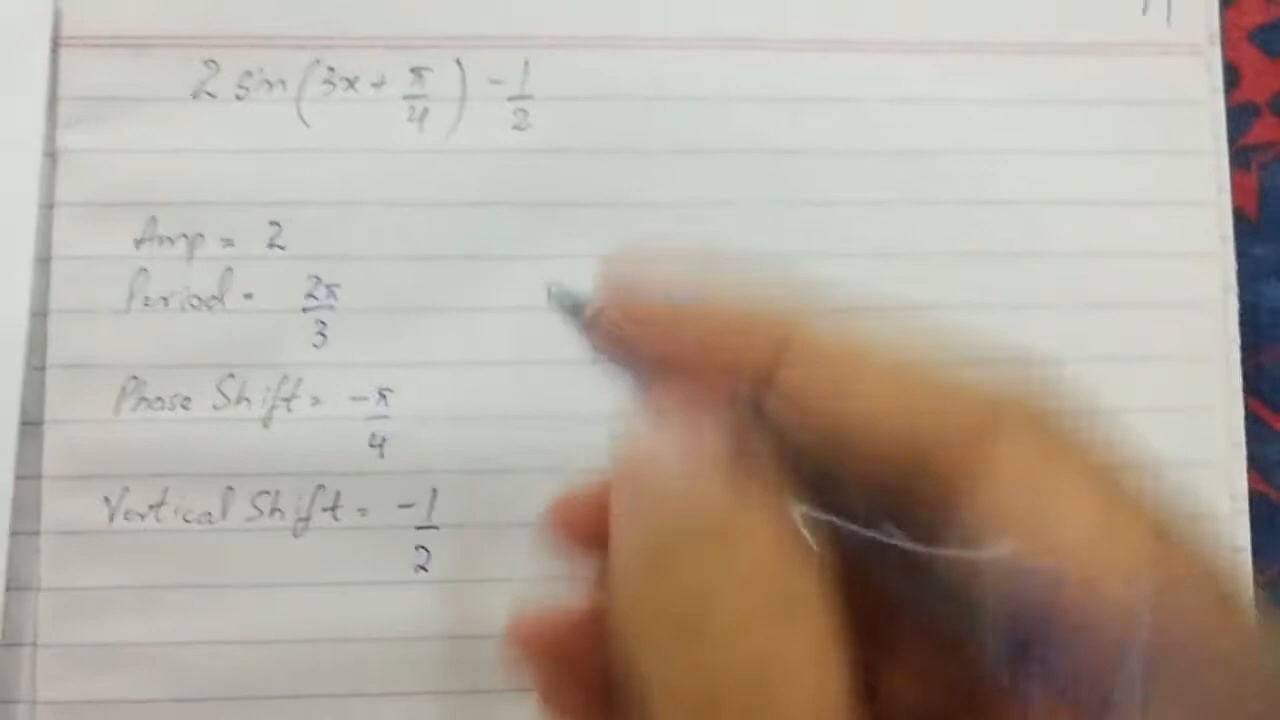 2 sin(3x + π/4) - 1/2
Amp = 2
Period = 2π/3
Phase Shift = -π/4
Vertical Shift = -1/2